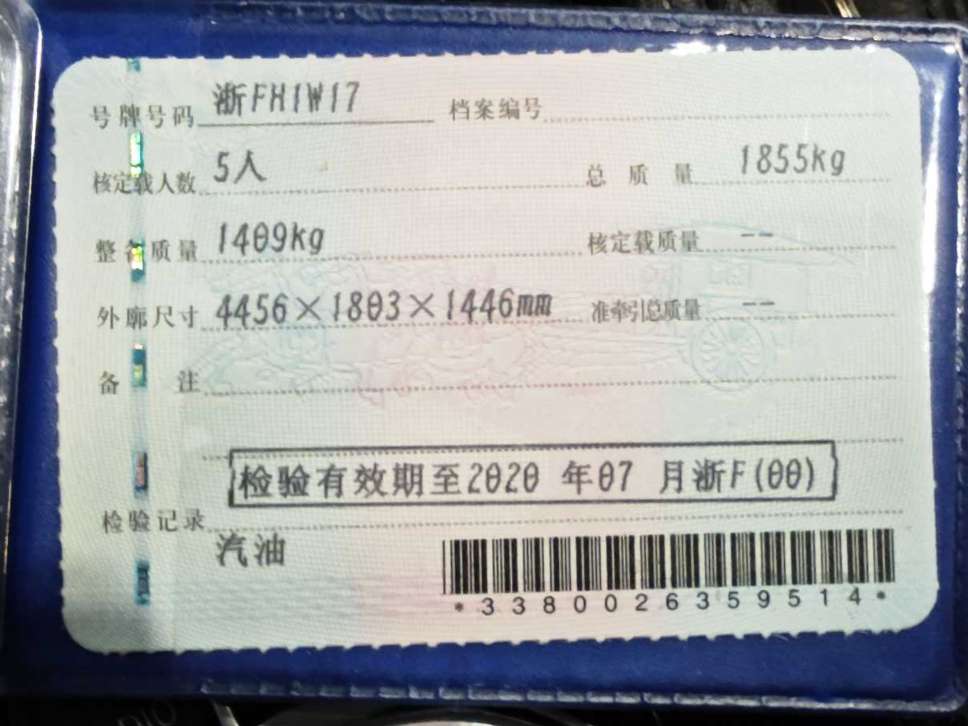 号牌号码 浙FH1W17 档案编号
核定载人数 5人 总质量 1855kg
整备质量 1409kg 核定载质量 --
外廓尺寸 4456×1803×1446mm 准牵引总质量 --
备注
检验有效期至2020 年07 月浙F(00)
检验记录
汽油
*3380026359514*